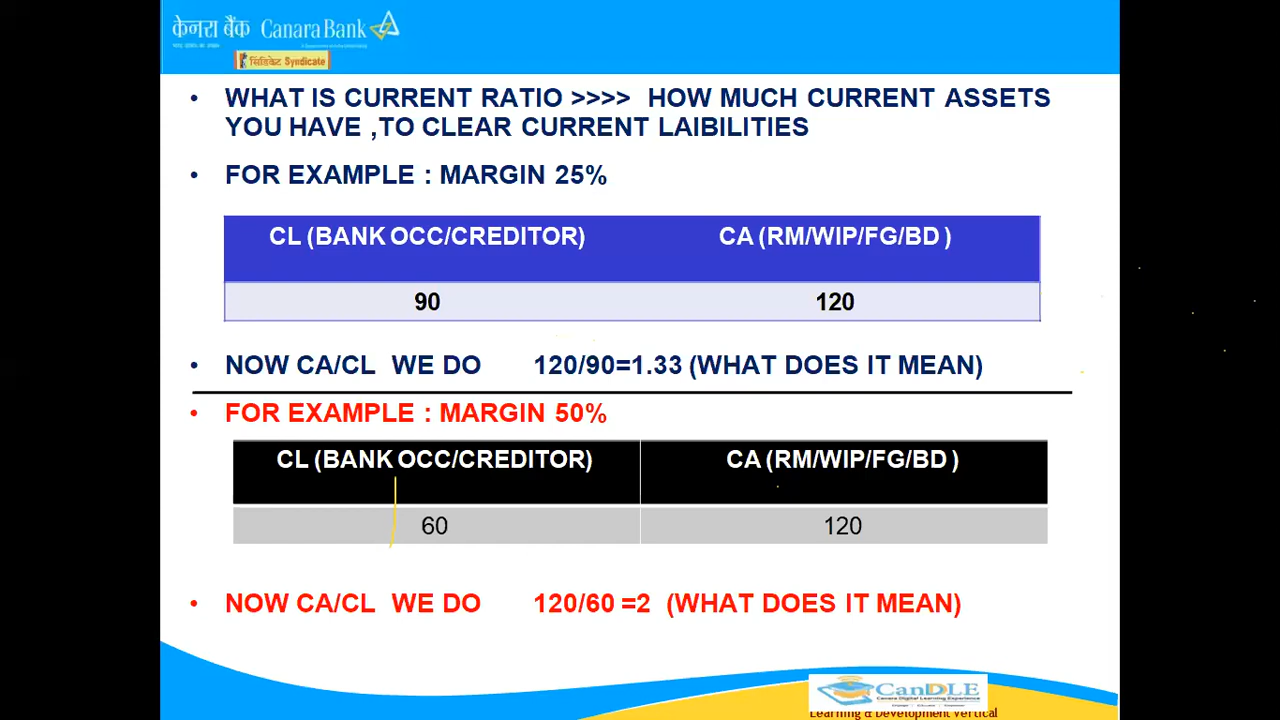 केनरा बैंक Canara Bank
सिंडिकेट Syndicate
• WHAT IS CURRENT RATIO >>>> HOW MUCH CURRENT ASSETS
YOU HAVE ,TO CLEAR CURRENT LAIBILITIES
• FOR EXAMPLE : MARGIN 25%
CL (BANK OCC/CREDITOR) CA (RM/WIP/FG/BD )
90 120
• NOW CA/CL WE DO 120/90=1.33 (WHAT DOES IT MEAN)
• FOR EXAMPLE : MARGIN 50%
CL (BANK OCC/CREDITOR) CA (RM/WIP/FG/BD )
60 120
• NOW CA/CL WE DO 120/60 =2 (WHAT DOES IT MEAN)
CanDLE
Canara Digital Learning Experience
Learning & Development Vertical